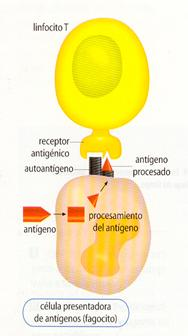 linfocito T
receptor
antigénico
autoantígeno
antígeno
procesado
antígeno
procesamiento
del antígeno
célula presentadora
de antígenos (fagocito)